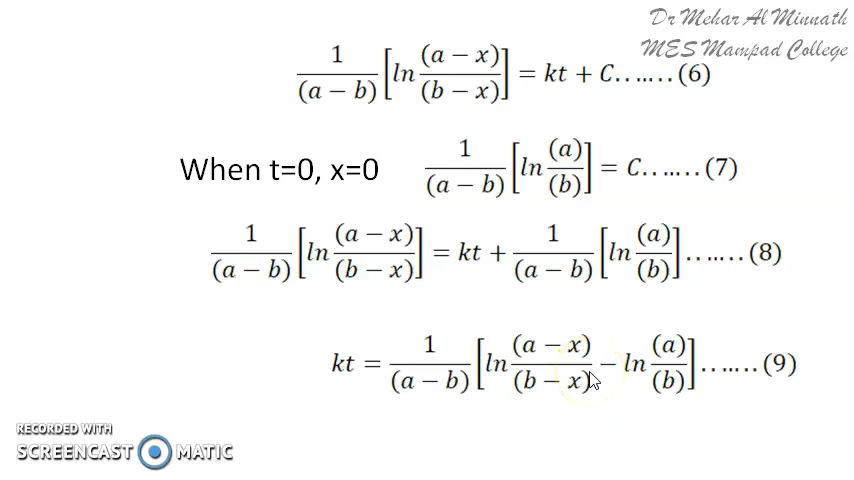 Dr Mehar Al Minnath
MES Mampad College
1/(a − b) [ln (a − x)/(b − x)] = kt + C……..(6)
When t=0, x=0 1/(a − b) [ln (a)/(b)] = C……..(7)
1/(a − b) [ln (a − x)/(b − x)] = kt + 1/(a − b) [ln (a)/(b)] ……..(8)
kt = 1/(a − b) [ln (a − x)/(b − x) − ln (a)/(b)] ……..(9)
RECORDED WITH
SCREENCAST MATIC